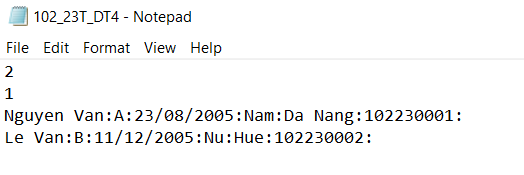 102_23T_DT4 - Notepad
File Edit Format View Help
2
1
Nguyen Van:A:23/08/2005:Nam:Da Nang:102230001:
Le Van:B:11/12/2005:Nu:Hue:102230002: